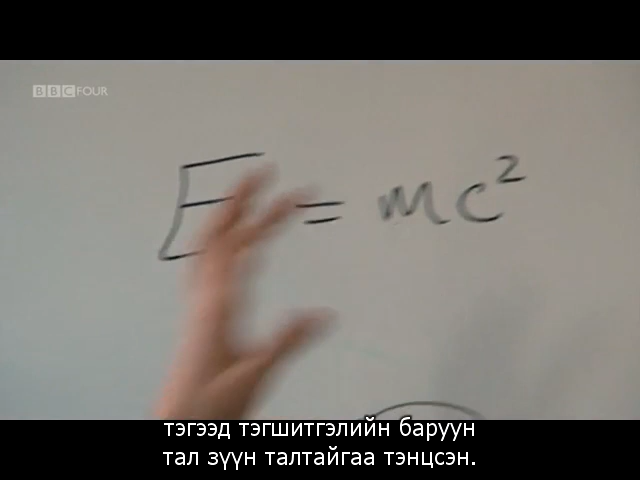 BBC FOUR
E = mc²
тэгээд тэгшитгэлийн баруун
тал зүүн талтайгаа тэнцсэн.